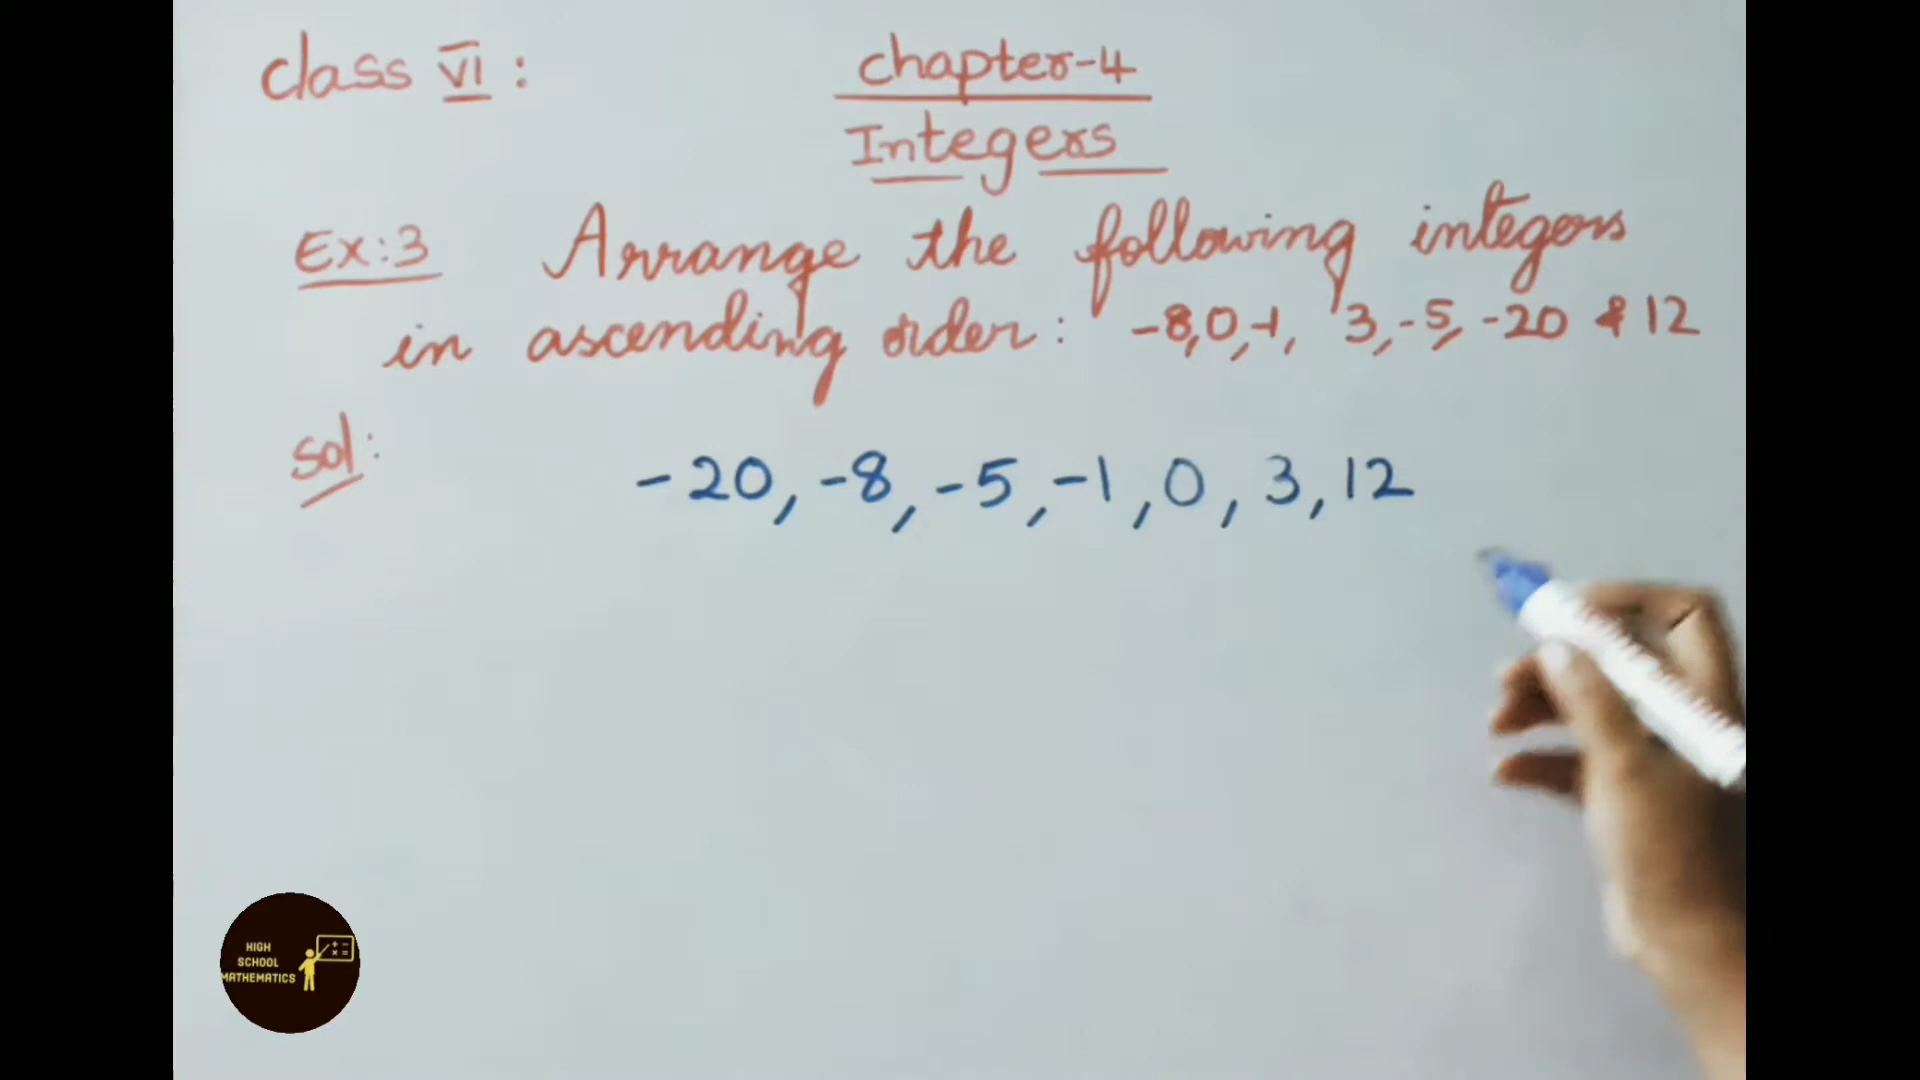 Class VI :
Chapter-4
Integers
Ex:3 Arrange the following integers
in ascending order: -8,0,-1, 3,-5, -20 & 12
Sol:
-20, -8, -5, -1, 0, 3, 12
HIGH
SCHOOL
MATHEMATICS